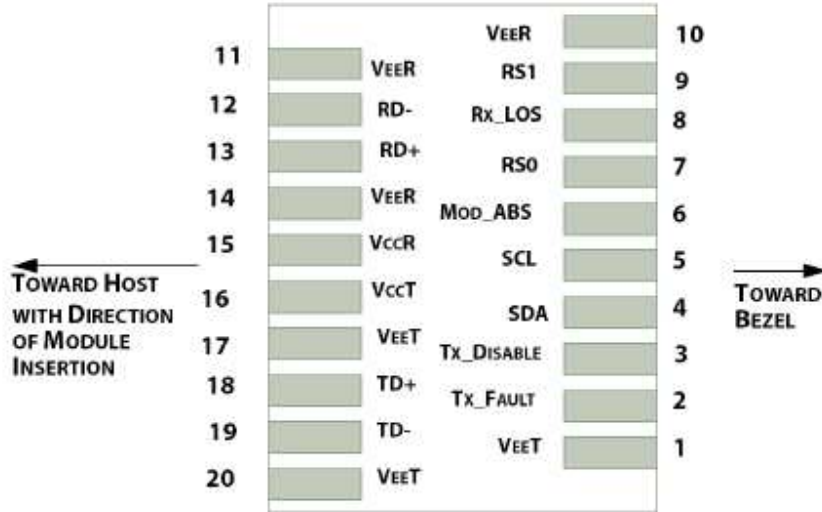 VEER 10
11 VEER
RS1 9
12 RD-
RX_LOS 8
13 RD+
RS0 7
14 VEER
MOD_ABS 6
15 VCCR
SCL 5
TOWARD HOST
WITH DIRECTION
OF MODULE
INSERTION
TOWARD
BEZEL
16 VCCT
SDA 4
17 VEET
TX_DISABLE 3
18 TD+
TX_FAULT 2
19 TD-
VEET 1
20 VEET